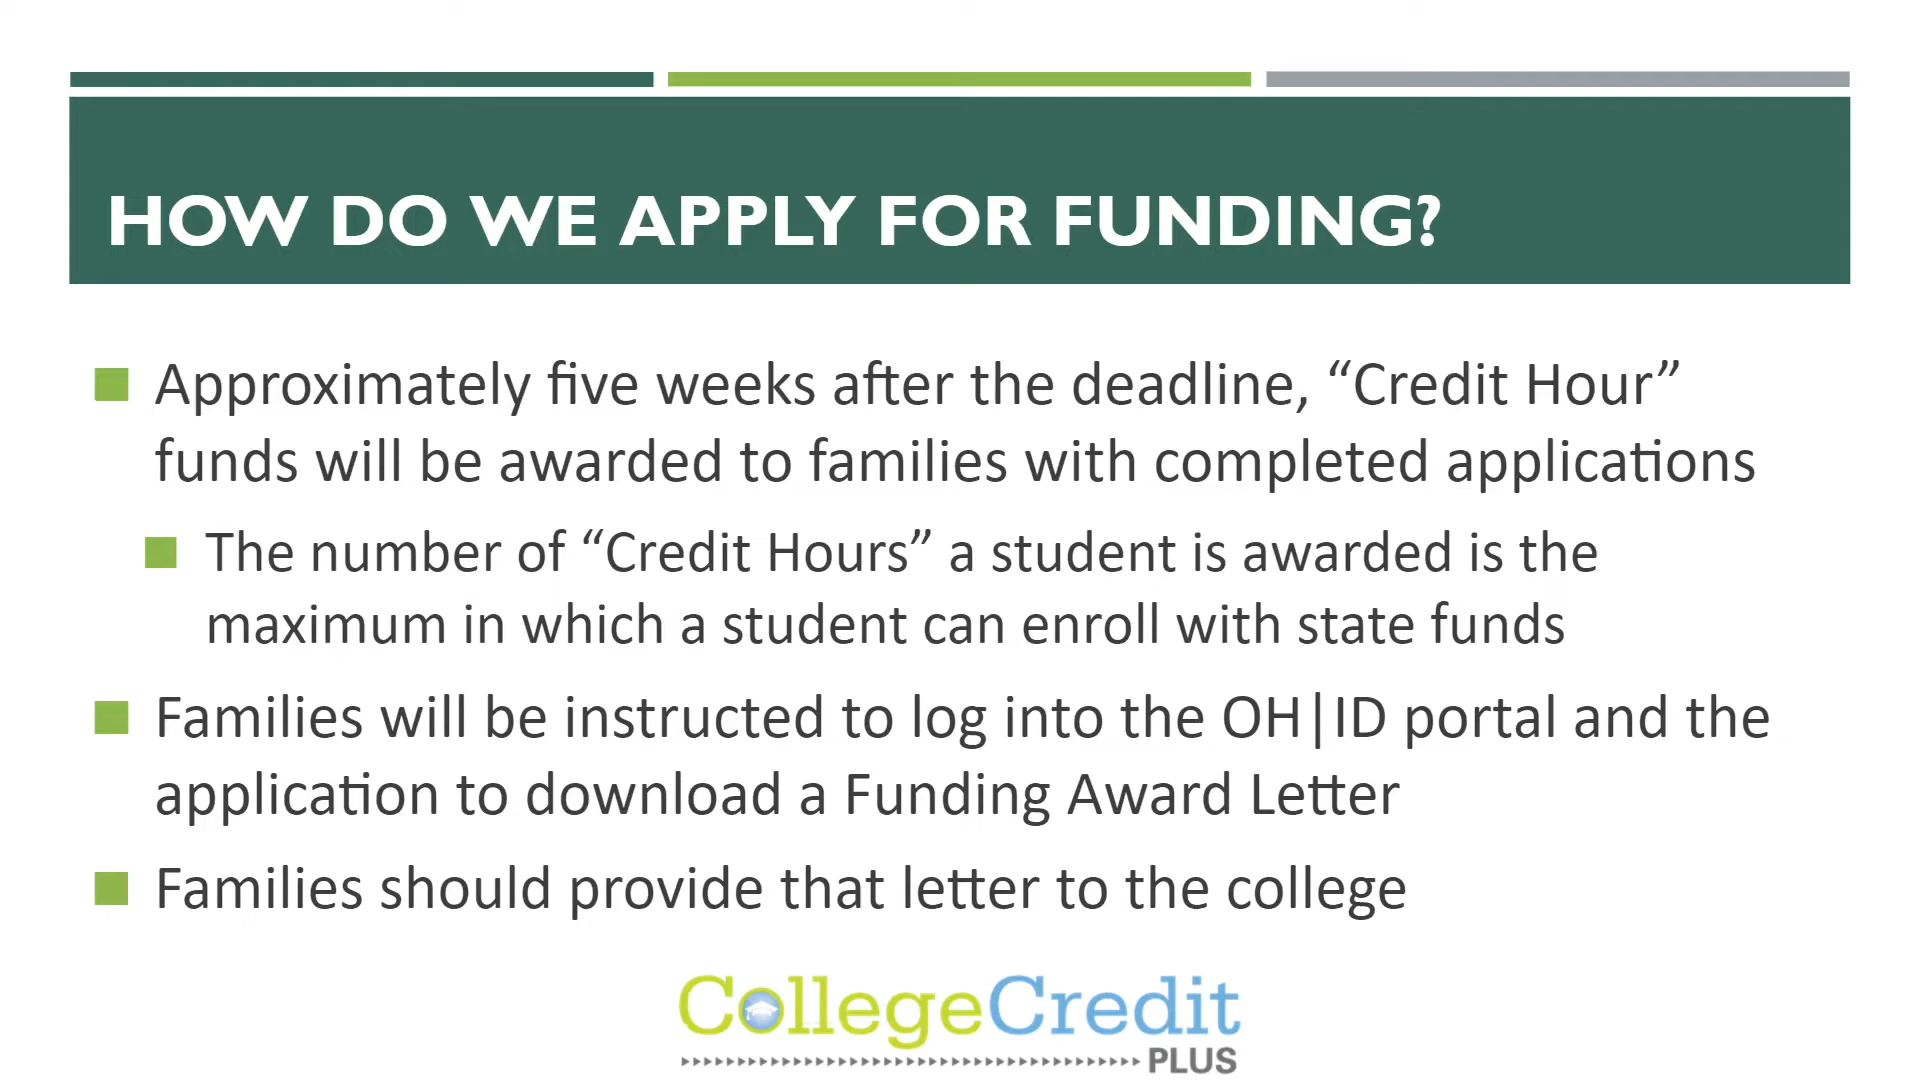 HOW DO WE APPLY FOR FUNDING?
Approximately five weeks after the deadline, “Credit Hour”
funds will be awarded to families with completed applications
The number of “Credit Hours” a student is awarded is the
maximum in which a student can enroll with state funds
Families will be instructed to log into the OH|ID portal and the
application to download a Funding Award Letter
Families should provide that letter to the college
CollegeCredit
PLUS